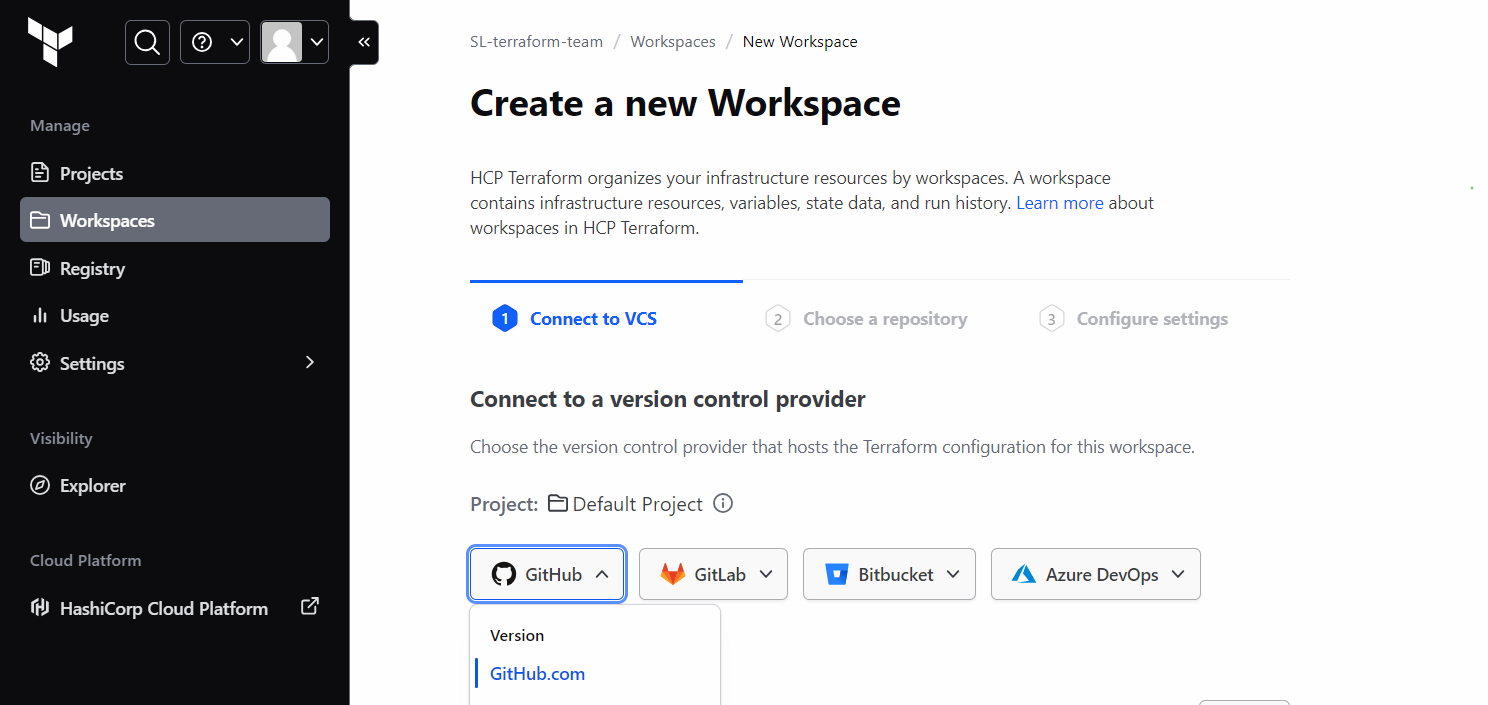 Manage
Projects
Workspaces
Registry
Usage
Settings
Visibility
Explorer
Cloud Platform
HashiCorp Cloud Platform
SL-terraform-team / Workspaces / New Workspace
Create a new Workspace
HCP Terraform organizes your infrastructure resources by workspaces. A workspace
contains infrastructure resources, variables, state data, and run history. Learn more about
workspaces in HCP Terraform.
1 Connect to VCS
2 Choose a repository
3 Configure settings
Connect to a version control provider
Choose the version control provider that hosts the Terraform configuration for this workspace.
Project: Default Project
GitHub
GitLab
Bitbucket
Azure DevOps
Version
GitHub.com